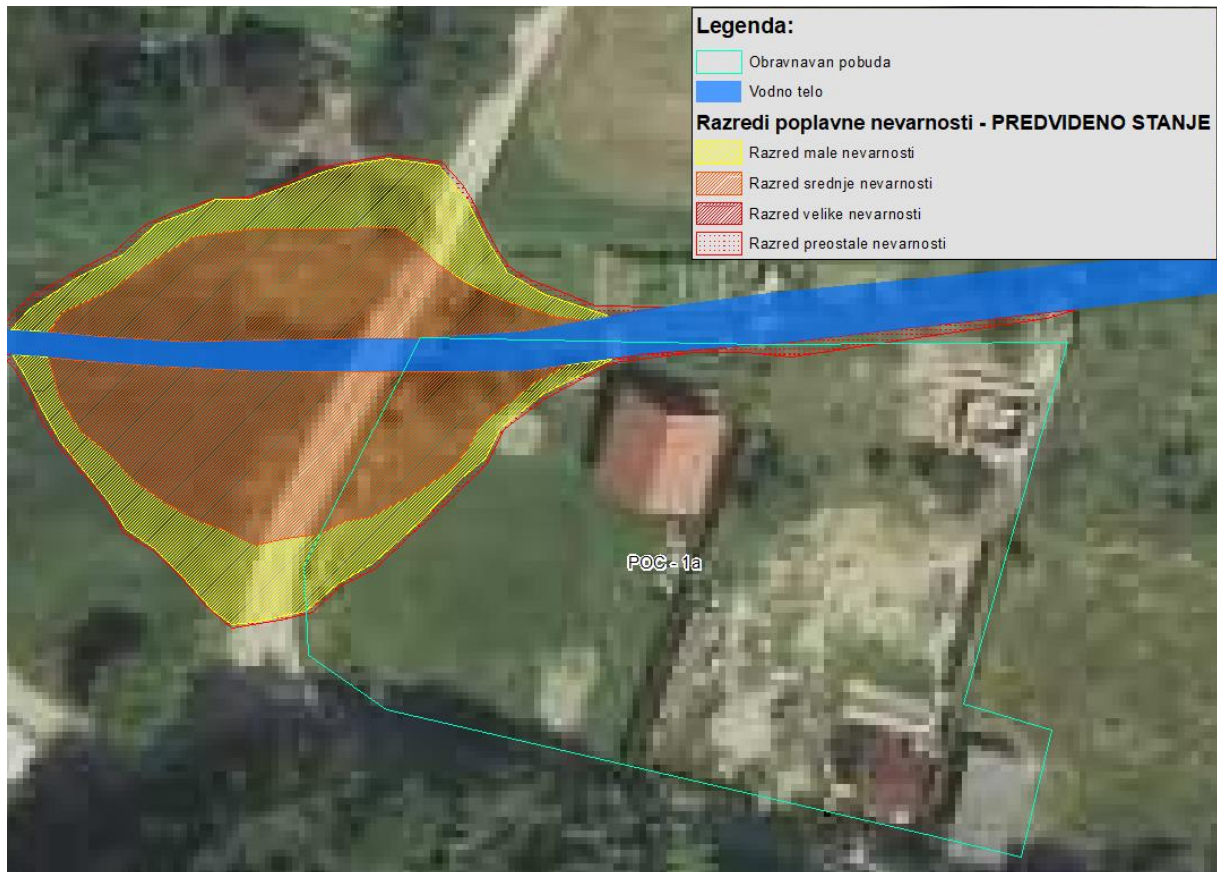 Legenda:
Obravnavan pobuda
Vodno telo
Razredi poplavne nevarnosti - PREDVIDENO STANJE
Razred male nevarnosti
Razred srednje nevarnosti
Razred velike nevarnosti
Razred preostale nevarnosti
POC - 1a